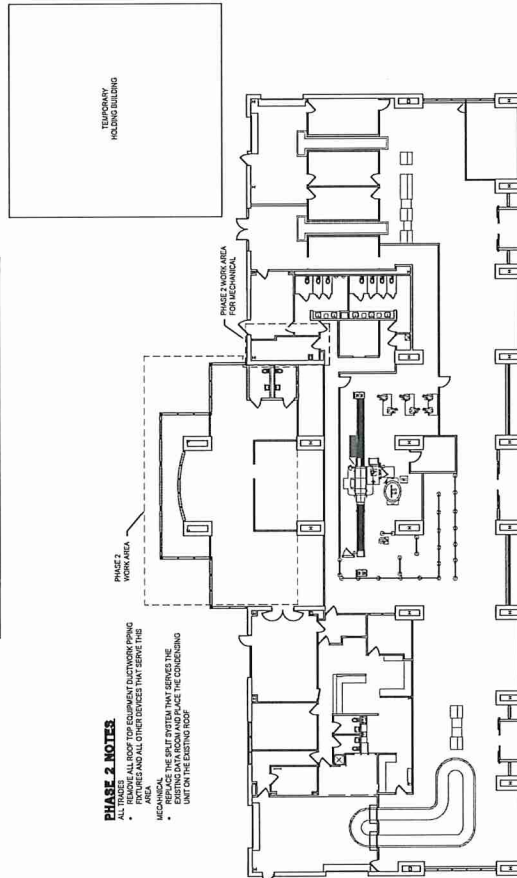 TEMPORARY
HOLDING BUILDING
PHASE 2 WORK AREA
FOR MECHANICAL
PHASE 2
WORK AREA
PHASE 2 NOTES
ALL TRADES
• REMOVE ALL ROOF TOP EQUIPMENT DUCTWORK PIPING
FIXTURES AND ALL OTHER DEVICES THAT SERVE THIS
AREA
MECAHNICAL
• REPLACE THE SPLIT SYSTEM THAT SERVES THE
EXISTING DATA ROOM AND PLACE THE CONDENSING
UNIT ON THE EXISTING ROOF